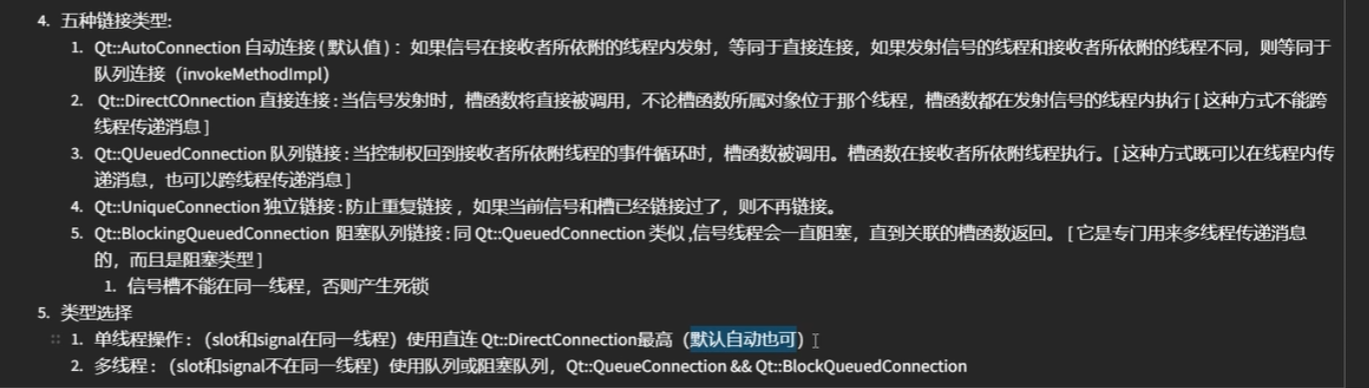 4. 五种链接类型:
1. Qt::AutoConnection 自动连接 ( 默认值 ) ：如果信号在接收者所依附的线程内发射，等同于直接连接，如果发射信号的线程和接收者所依附的线程不同，则等同于
队列连接（invokeMethodImpl）
2. Qt::DirectCOnnection 直接连接 : 当信号发射时，槽函数将直接被调用，不论槽函数所属对象位于那个线程，槽函数都在发射信号的线程内执行 [ 这种方式不能跨
线程传递消息 ]
3. Qt::QUeuedConnection 队列链接 : 当控制权回到接收者所依附线程的事件循环时，槽函数被调用。槽函数在接收者所依附线程执行。[ 这种方式既可以在线程内传
递消息，也可以跨线程传递消息 ]
4. Qt::UniqueConnection 独立链接 : 防止重复链接 ，如果当前信号和槽已经链接过了，则不再链接。
5. Qt::BlockingQueuedConnection 阻塞队列链接 : 同 Qt::QueuedConnection 类似 ,信号线程会一直阻塞，直到关联的槽函数返回。 [ 它是专门用来多线程传递消息
的，而且是阻塞类型 ]
1. 信号槽不能在同一线程，否则产生死锁
5. 类型选择
1. 单线程操作：（slot和signal在同一线程）使用直连 Qt::DirectConnection最高（默认自动也可）
2. 多线程：（slot和signal不在同一线程）使用队列或阻塞队列，Qt::QueueConnection && Qt::BlockQueuedConnection